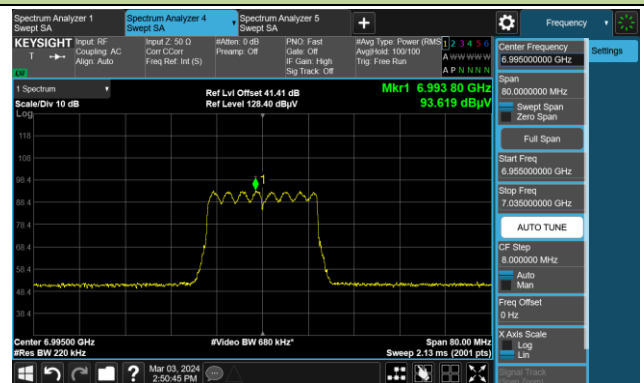 Spectrum Analyzer 1
Swept SA
Spectrum Analyzer 4
Swept SA
Spectrum Analyzer 5
Swept SA
Frequency
KEYSIGHT
Input: RF
Coupling: AC
Align: Auto
Input Z: 50 Ω
Corr CCorr
Freq Ref: Int (S)
#Atten: 0 dB
Preamp: Off
PNO: Fast
Gate: Off
IF Gain: High
Sig Track: Off
#Avg Type: Power (RMS)
Avg|Hold: 100/100
Trig: Free Run
1 2 3 4 5 6
A W W W W W
A P N N N N
LW
1 Spectrum
Scale/Div 10 dB
Log
Ref Lvl Offset 41.41 dB
Ref Level 128.40 dBµV
Mkr1 6.993 80 GHz
93.619 dBµV
118
108
98.4
88.4
78.4
68.4
58.4
48.4
38.4
1
Center 6.99500 GHz
#Res BW 220 kHz
#Video BW 680 kHz*
Span 80.00 MHz
Sweep 2.13 ms (2001 pts)
Center Frequency
6.995000000 GHz
Settings
Span
80.0000000 MHz
Swept Span
Zero Span
Full Span
Start Freq
6.955000000 GHz
Stop Freq
7.035000000 GHz
AUTO TUNE
CF Step
8.000000 MHz
Auto
Man
Freq Offset
0 Hz
X Axis Scale
Log
Lin
Signal Track
Mar 03, 2024
2:50:45 PM